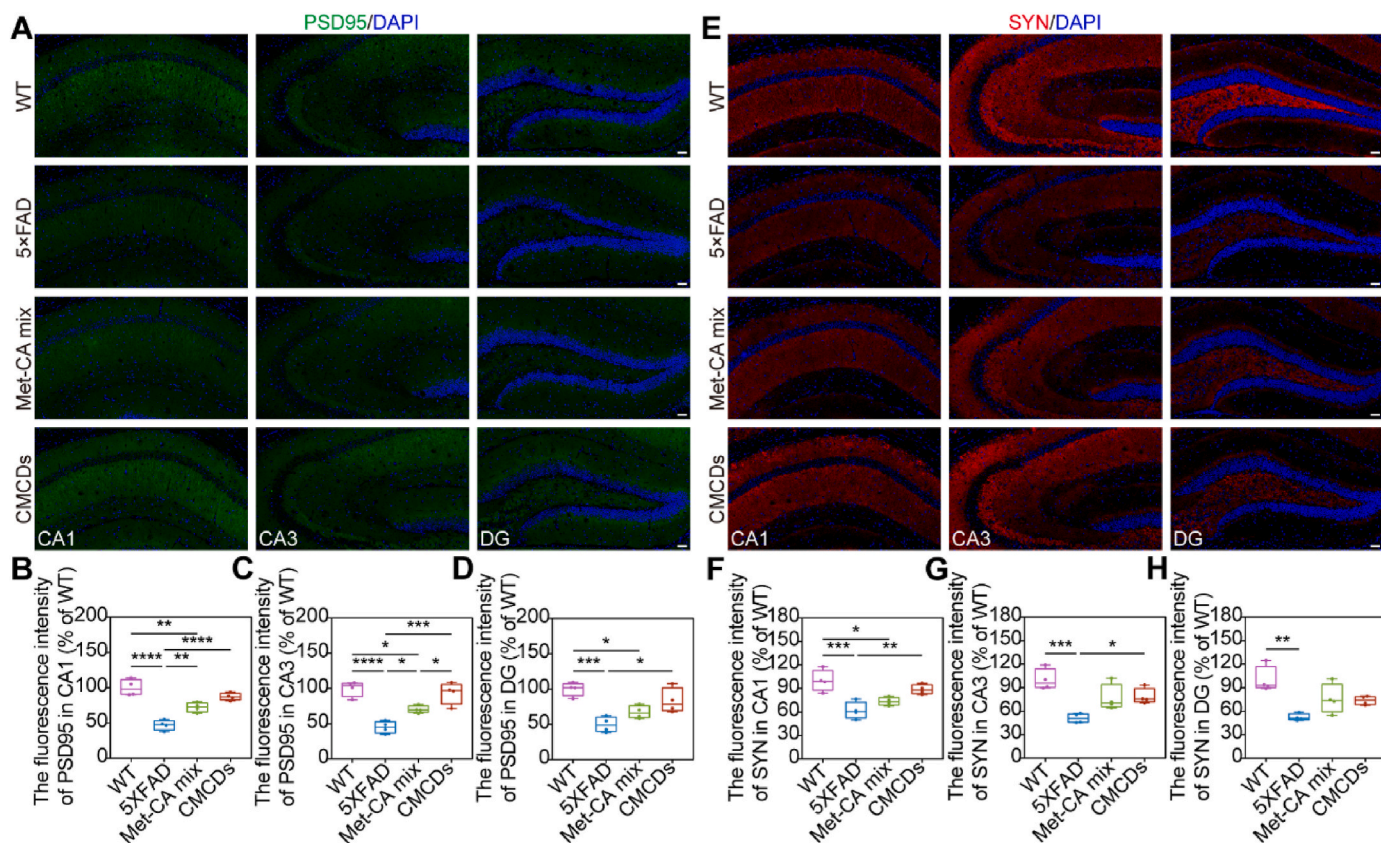 A
PSD95/DAPI
E
SYN/DAPI
WT
5×FAD
Met-CA mix
CMCDs
CA1
CA3
DG
WT
5×FAD
Met-CA mix
CMCDs
CA1
CA3
DG
B
The fluorescence intensity
of PSD95 in CA1 (% of WT)
200
150
100
50
0
**
****
**** **
WT
5XFAD
Met-CA mix
CMCDs
C
The fluorescence intensity
of PSD95 in CA3 (% of WT)
200
150
100
50
0
***
*
**** * *
WT
5XFAD
Met-CA mix
CMCDs
D
The fluorescence intensity
of PSD95 in DG (% of WT)
200
150
100
50
0
*
*** *
WT
5XFAD
Met-CA mix
CMCDs
F
The fluorescence intensity
of SYN in CA1 (% of WT)
180
150
120
90
60
30
0
*
*** **
WT
5XFAD
Met-CA mix
CMCDs
G
The fluorescence intensity
of SYN in CA3 (% of WT)
180
150
120
90
60
30
0
*** *
WT
5XFAD
Met-CA mix
CMCDs
H
The fluorescence intensity
of SYN in DG (% of WT)
180
150
120
90
60
30
0
**
WT
5XFAD
Met-CA mix
CMCDs